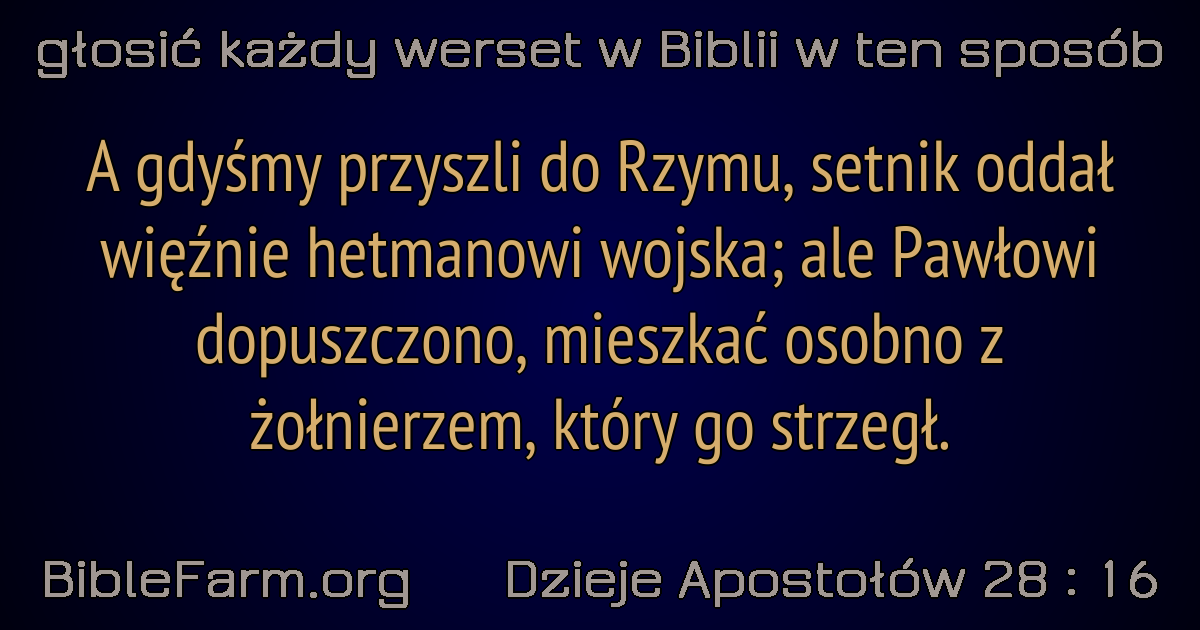 głosić każdy werset w Biblii w ten sposób
A gdyśmy przyszli do Rzymu, setnik oddał
więźnie hetmanowi wojska; ale Pawłowi
dopuszczono, mieszkać osobno z
żołnierzem, który go strzegł.
BibleFarm.org Dzieje Apostołów 28 : 16